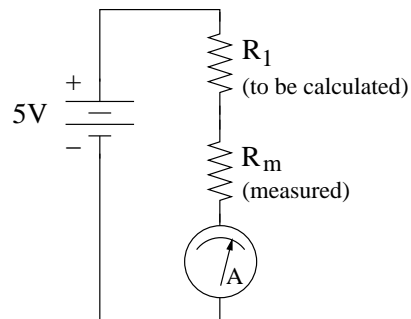 R1
(to be calculated)
+
5V
−
Rm
(measured)
A